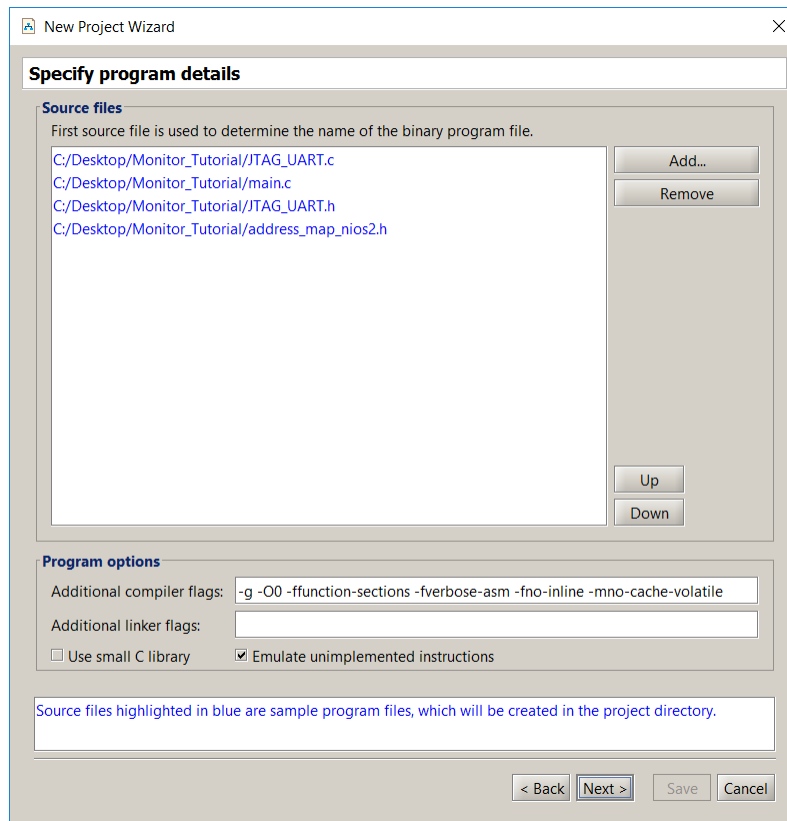 New Project Wizard
Specify program details
Source files
First source file is used to determine the name of the binary program file.
C:/Desktop/Monitor_Tutorial/JTAG_UART.c
C:/Desktop/Monitor_Tutorial/main.c
C:/Desktop/Monitor_Tutorial/JTAG_UART.h
C:/Desktop/Monitor_Tutorial/address_map_nios2.h
Add...
Remove
Up
Down
Program options
Additional compiler flags: -g -O0 -ffunction-sections -fverbose-asm -fno-inline -mno-cache-volatile
Additional linker flags:
Use small C library Emulate unimplemented instructions
Source files highlighted in blue are sample program files, which will be created in the project directory.
< Back Next > Save Cancel